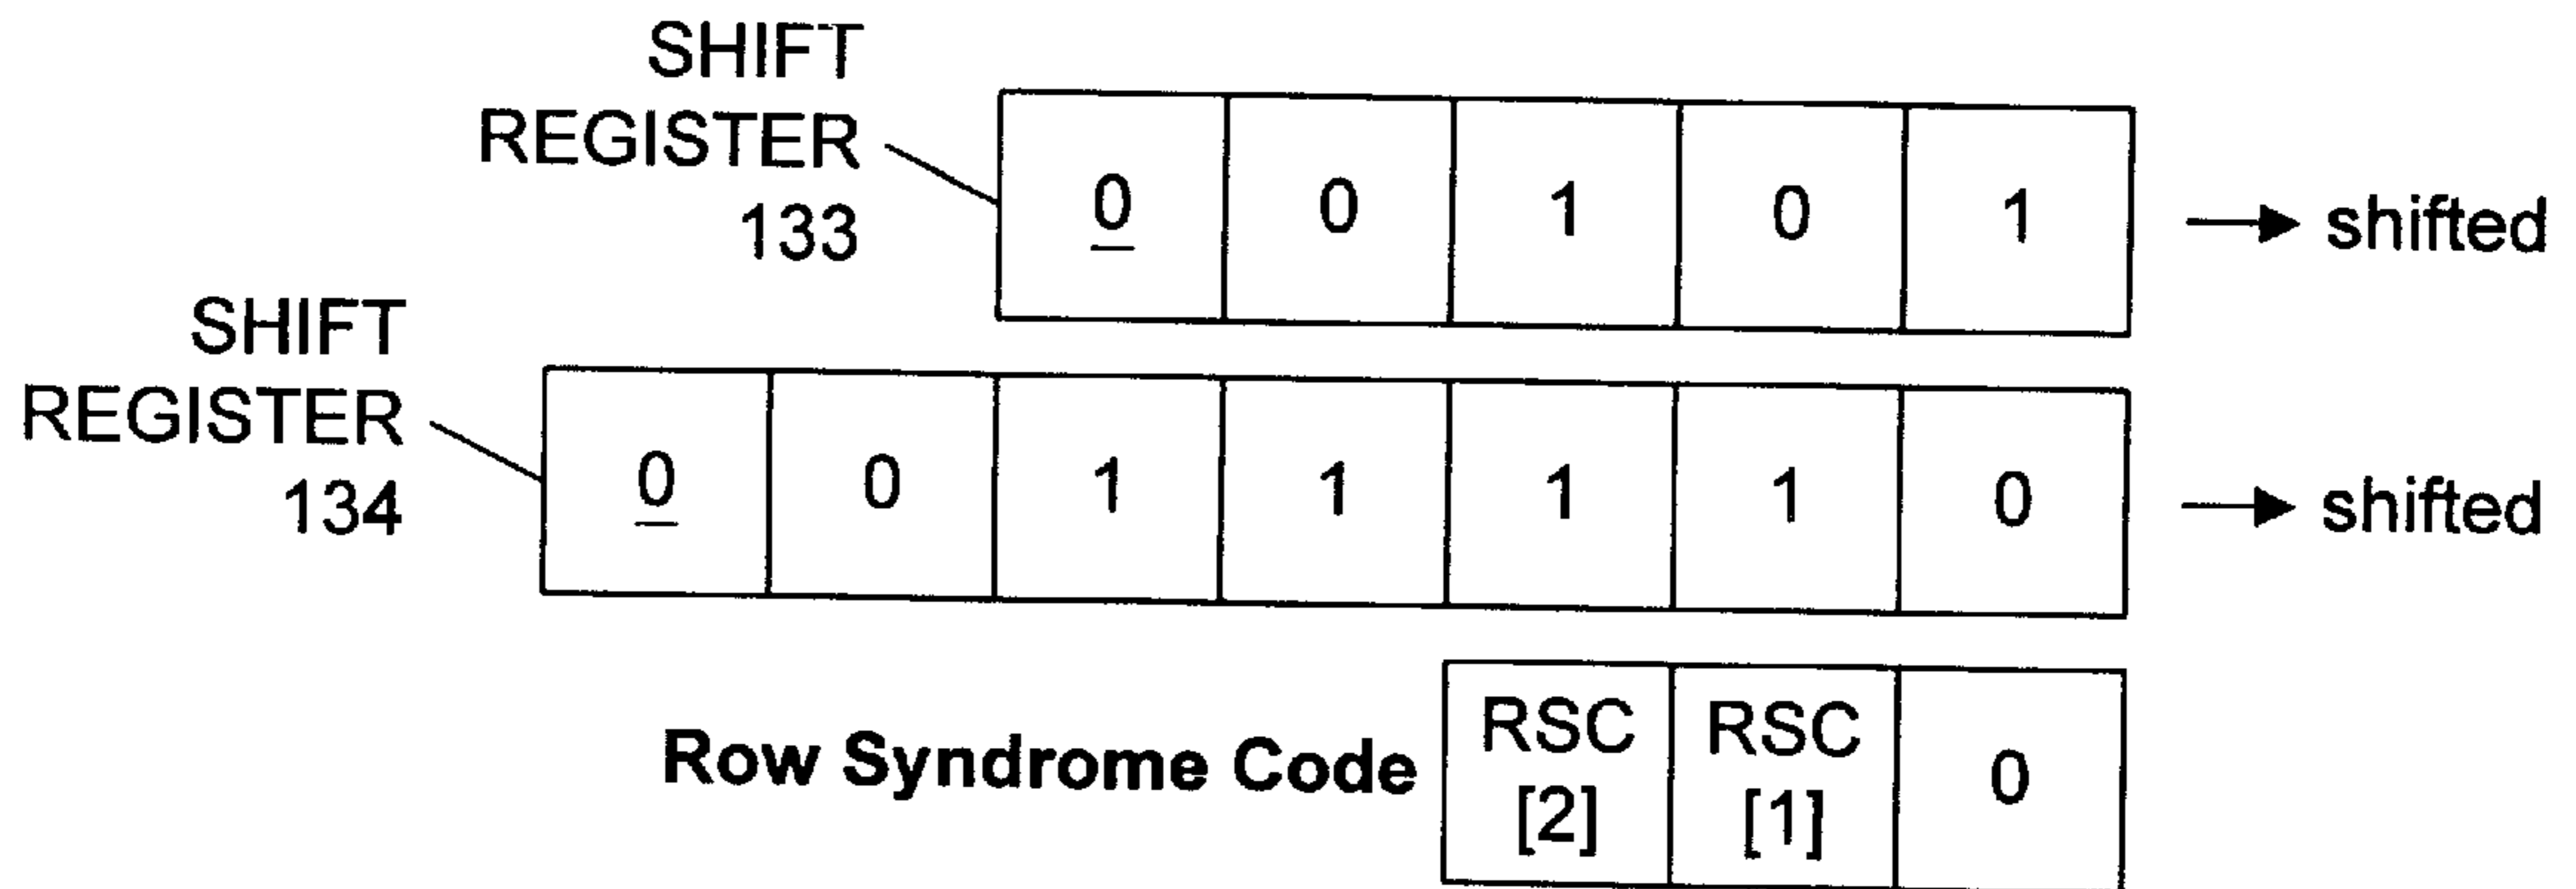 SHIFT
REGISTER
133
0 0 1 0 1 shifted
SHIFT
REGISTER
134
0 0 1 1 1 1 0 shifted
Row Syndrome Code
RSC RSC 0
[2] [1]